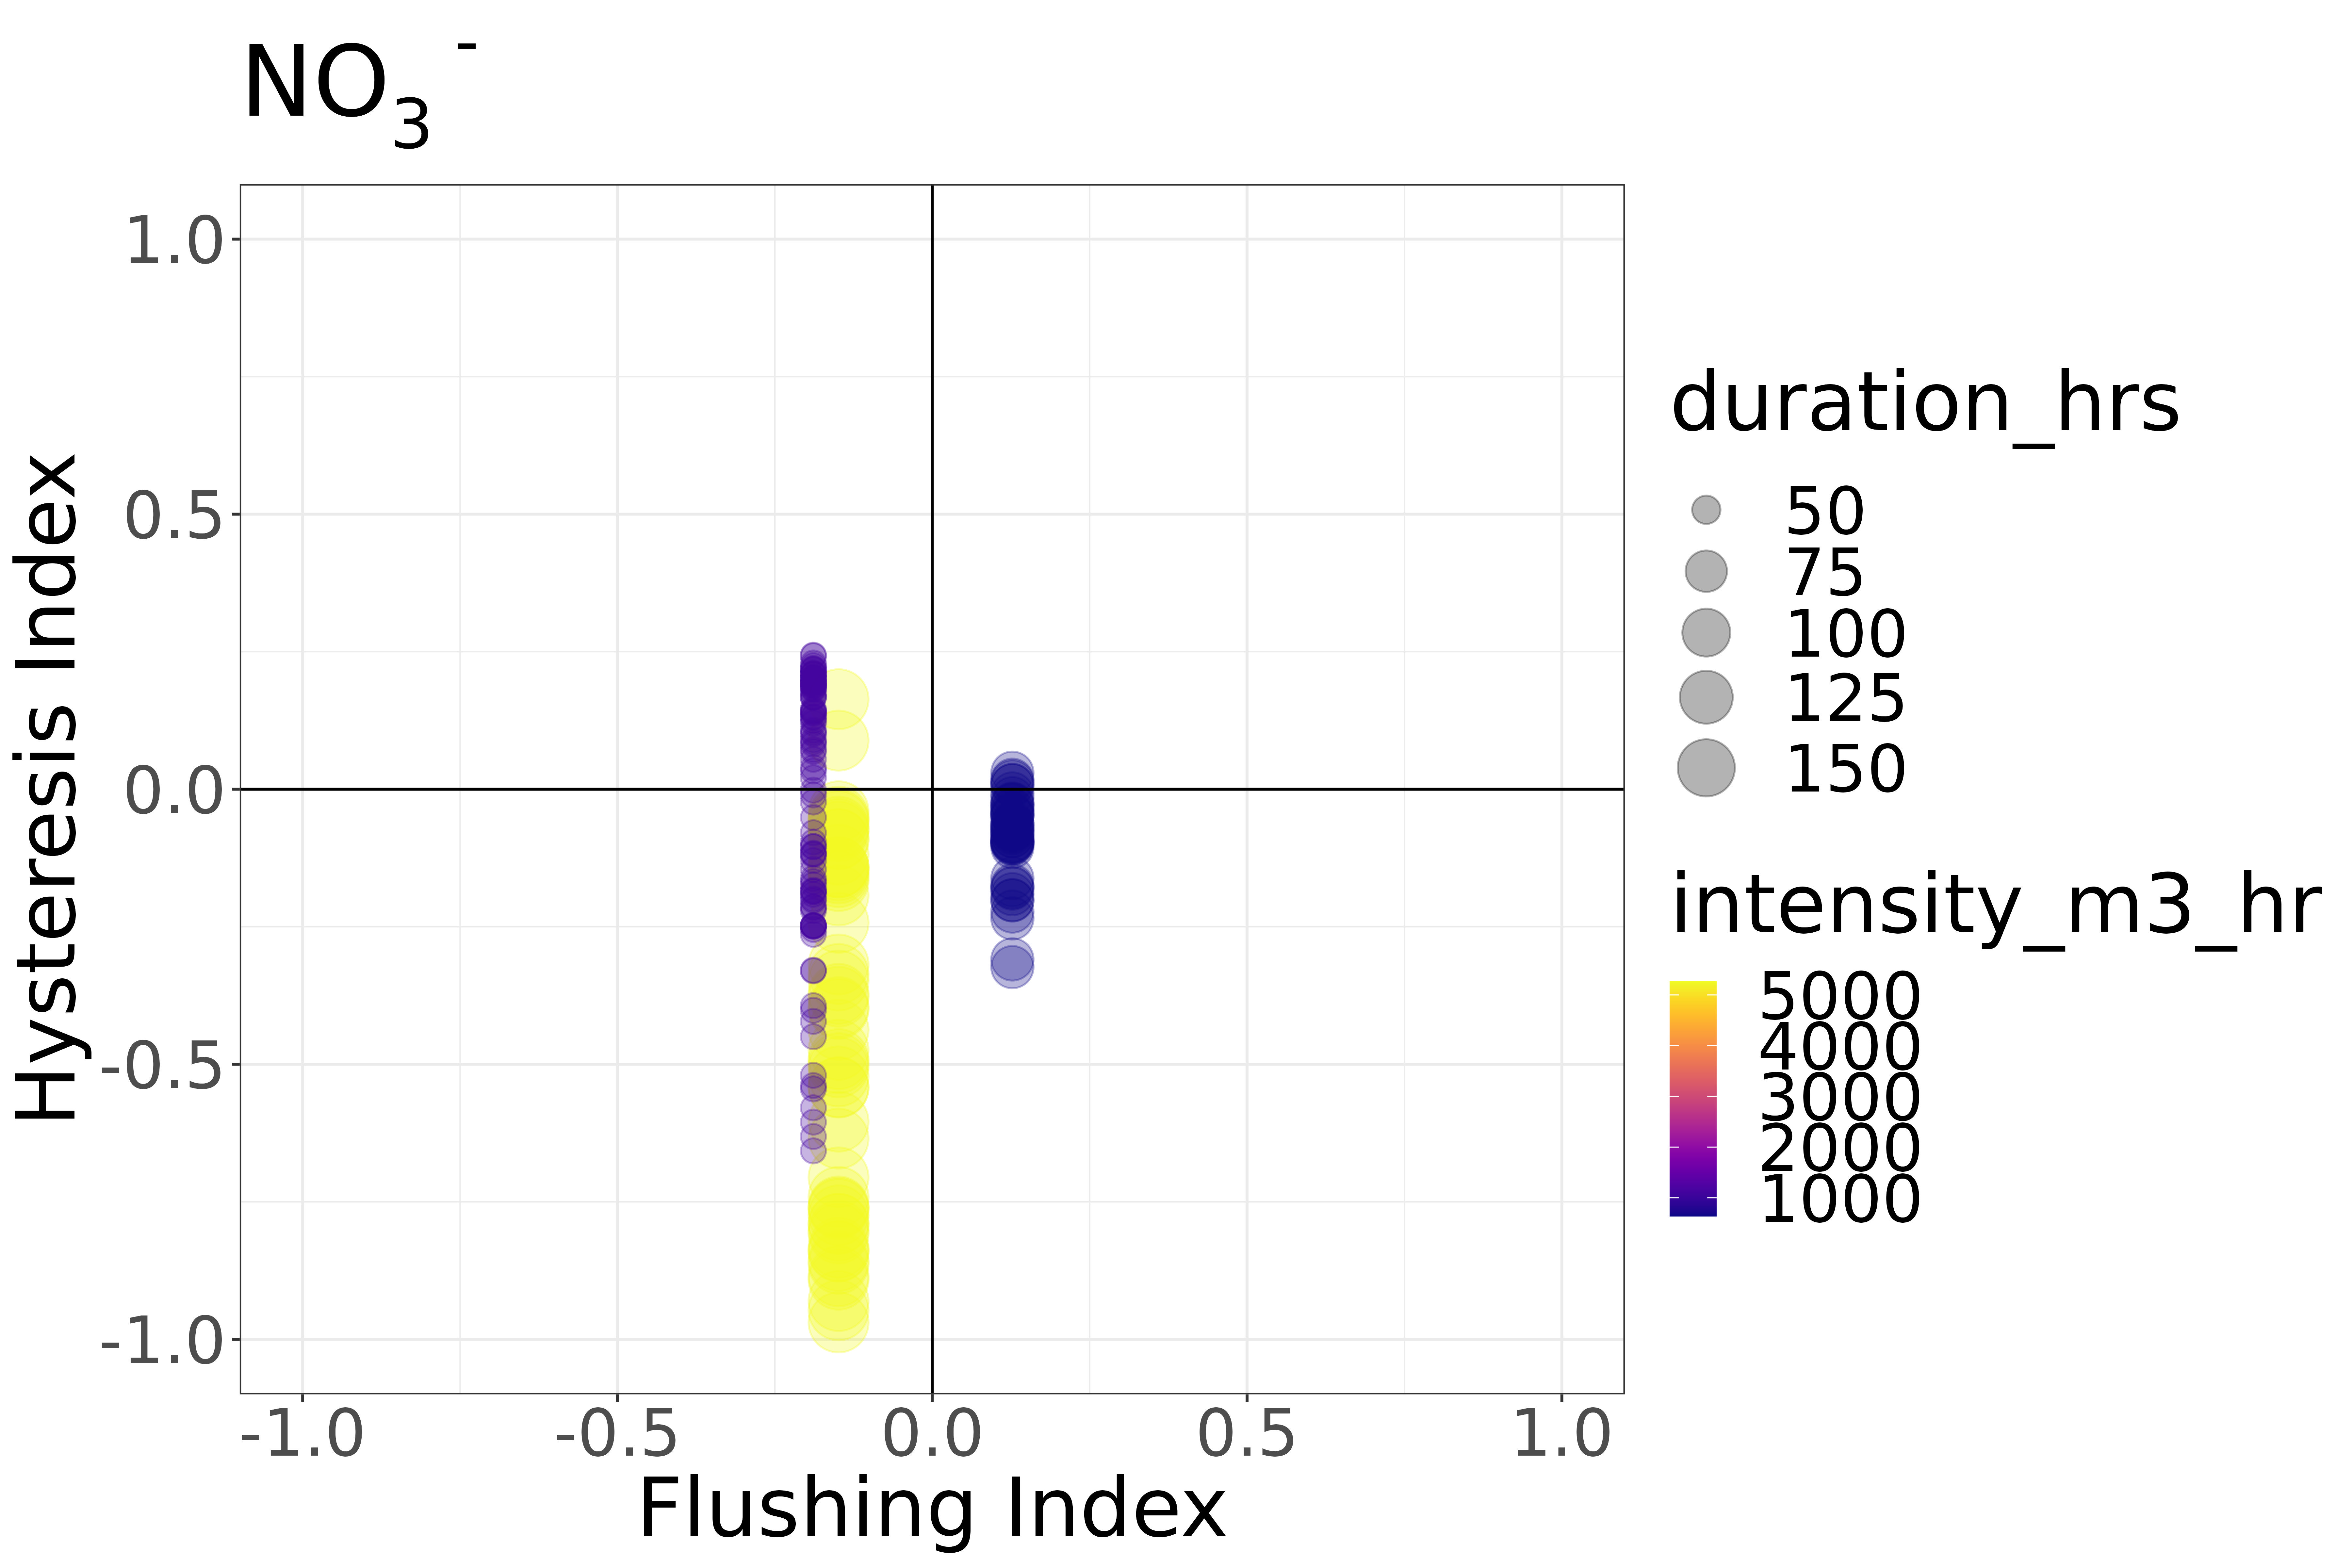 NO₃⁻
Hysteresis Index
1.0
0.5
0.0
-0.5
-1.0
-1.0 -0.5 0.0 0.5 1.0
Flushing Index
duration_hrs
50
75
100
125
150
intensity_m3_hr
5000
4000
3000
2000
1000